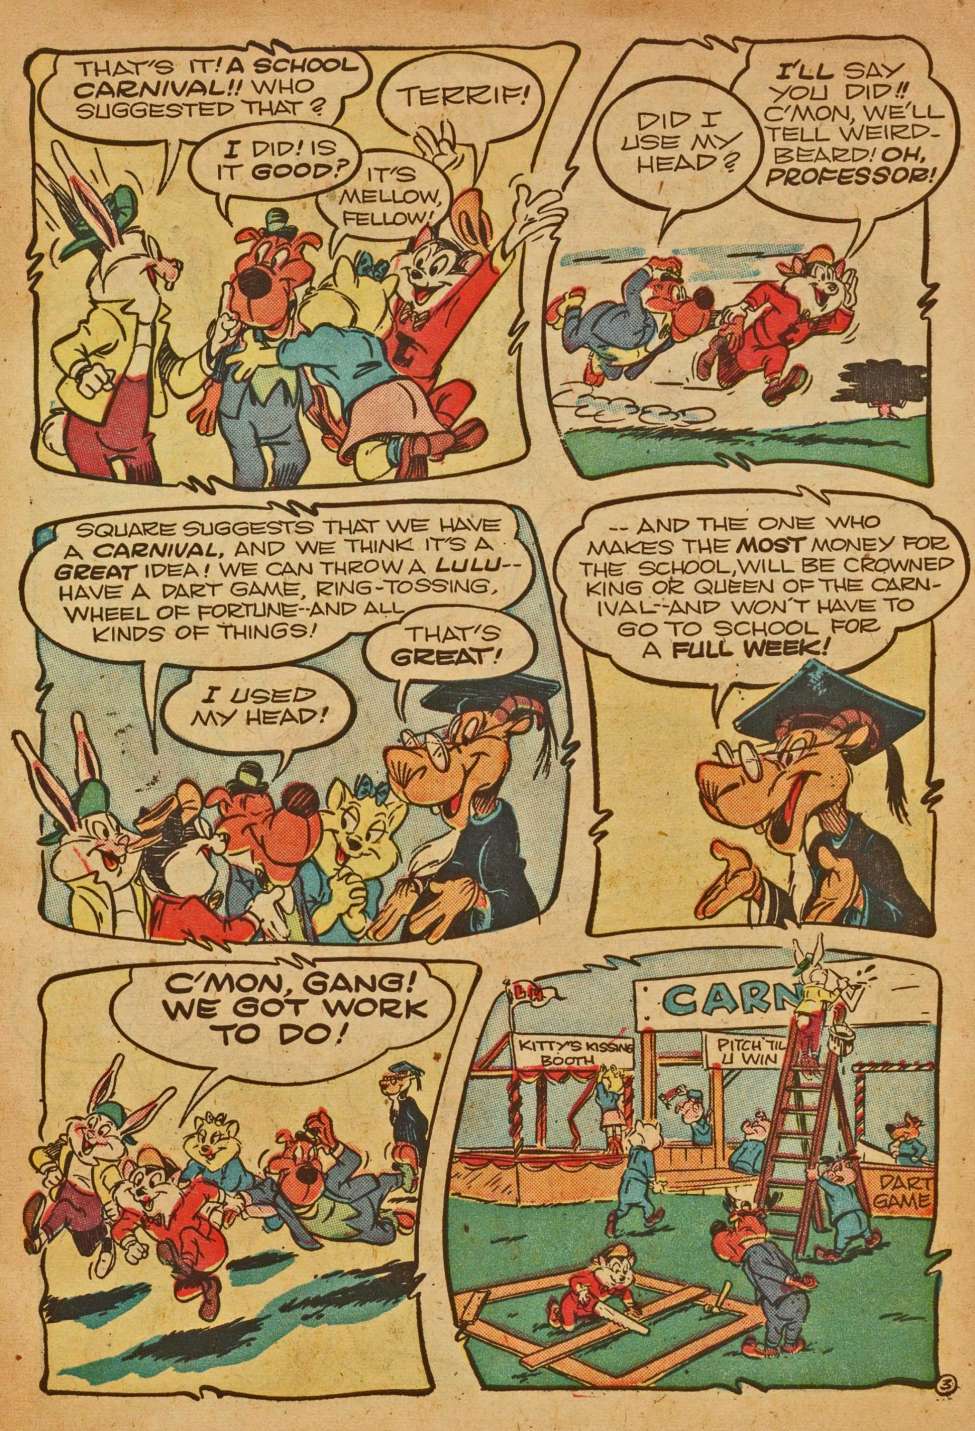 THAT'S IT! A SCHOOL
CARNIVAL!! WHO
SUGGESTED THAT?
I DID! IS
IT GOOD?
IT'S
MELLOW,
FELLOW!
TERRIF!
DID I
USE MY
HEAD?
I'LL SAY
YOU DID!!
C'MON, WE'LL
TELL WEIRD-
BEARD! OH,
PROFESSOR!
SQUARE SUGGESTS THAT WE HAVE
A CARNIVAL, AND WE THINK IT'S A
GREAT IDEA! WE CAN THROW A LULU--
HAVE A DART GAME, RING-TOSSING,
WHEEL OF FORTUNE--AND ALL
KINDS OF THINGS!
I USED
MY HEAD!
THAT'S
GREAT!
-- AND THE ONE WHO
MAKES THE MOST MONEY FOR
THE SCHOOL, WILL BE CROWNED
KING OR QUEEN OF THE CARN-
IVAL--AND WON'T HAVE TO
GO TO SCHOOL FOR
A FULL WEEK!
C'MON, GANG!
WE GOT WORK
TO DO!
CARN
KITTY'S KISSING
BOOTH
PITCH 'TIL
U WIN
DART
GAME
3